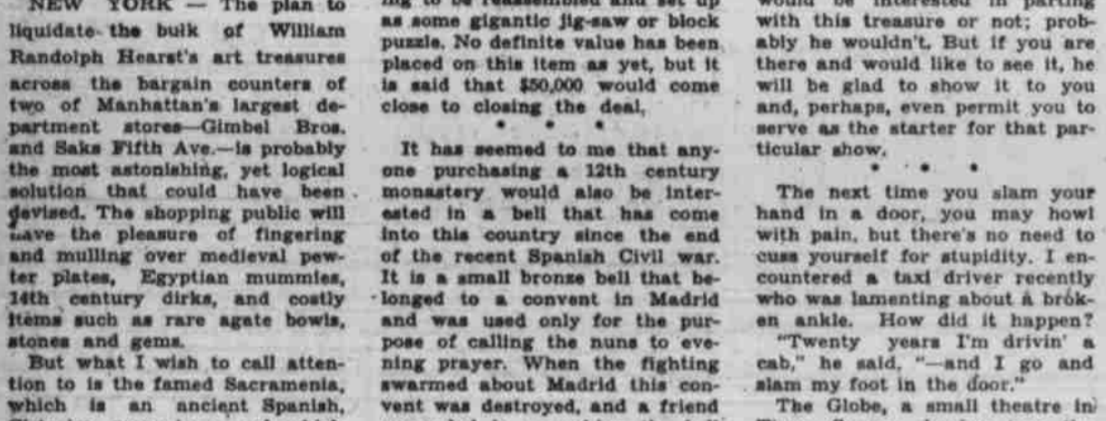 NEW YORK — The plan to
liquidate the bulk of William
Randolph Hearst's art treasures
across the bargain counters of
two of Manhattan's largest de-
partment stores—Gimbel Bros.
and Saks Fifth Ave.—is probably
the most astonishing, yet logical
solution that could have been
devised. The shopping public will
have the pleasure of fingering
and mulling over medieval pew-
ter plates, Egyptian mummies,
14th century dirks, and costly
items such as rare agate bowls,
stones and gems.
But what I wish to call atten-
tion to is the famed Sacramenia,
which is an ancient Spanish,
ing to be reassembled and set up
as some gigantic jig-saw or block
puzzle. No definite value has been
placed on this item as yet, but it
is said that $50,000 would come
close to closing the deal.
* * *
It has seemed to me that any-
one purchasing a 12th century
monastery would also be inter-
ested in a bell that has come
into this country since the end
of the recent Spanish Civil war.
It is a small bronze bell that be-
longed to a convent in Madrid
and was used only for the pur-
pose of calling the nuns to eve-
ning prayer. When the fighting
swarmed about Madrid this con-
vent was destroyed, and a friend
would be interested in parting
with this treasure or not; prob-
ably he wouldn't. But if you are
there and would like to see it, he
will be glad to show it to you
and, perhaps, even permit you to
serve as the starter for that par-
ticular show.
* * *
The next time you slam your
hand in a door, you may howl
with pain, but there's no need to
cuss yourself for stupidity. I en-
countered a taxi driver recently
who was lamenting about a brok-
en ankle. How did it happen?
"Twenty years I'm drivin' a
cab," he said, "—and I go and
slam my foot in the door."
The Globe, a small theatre in